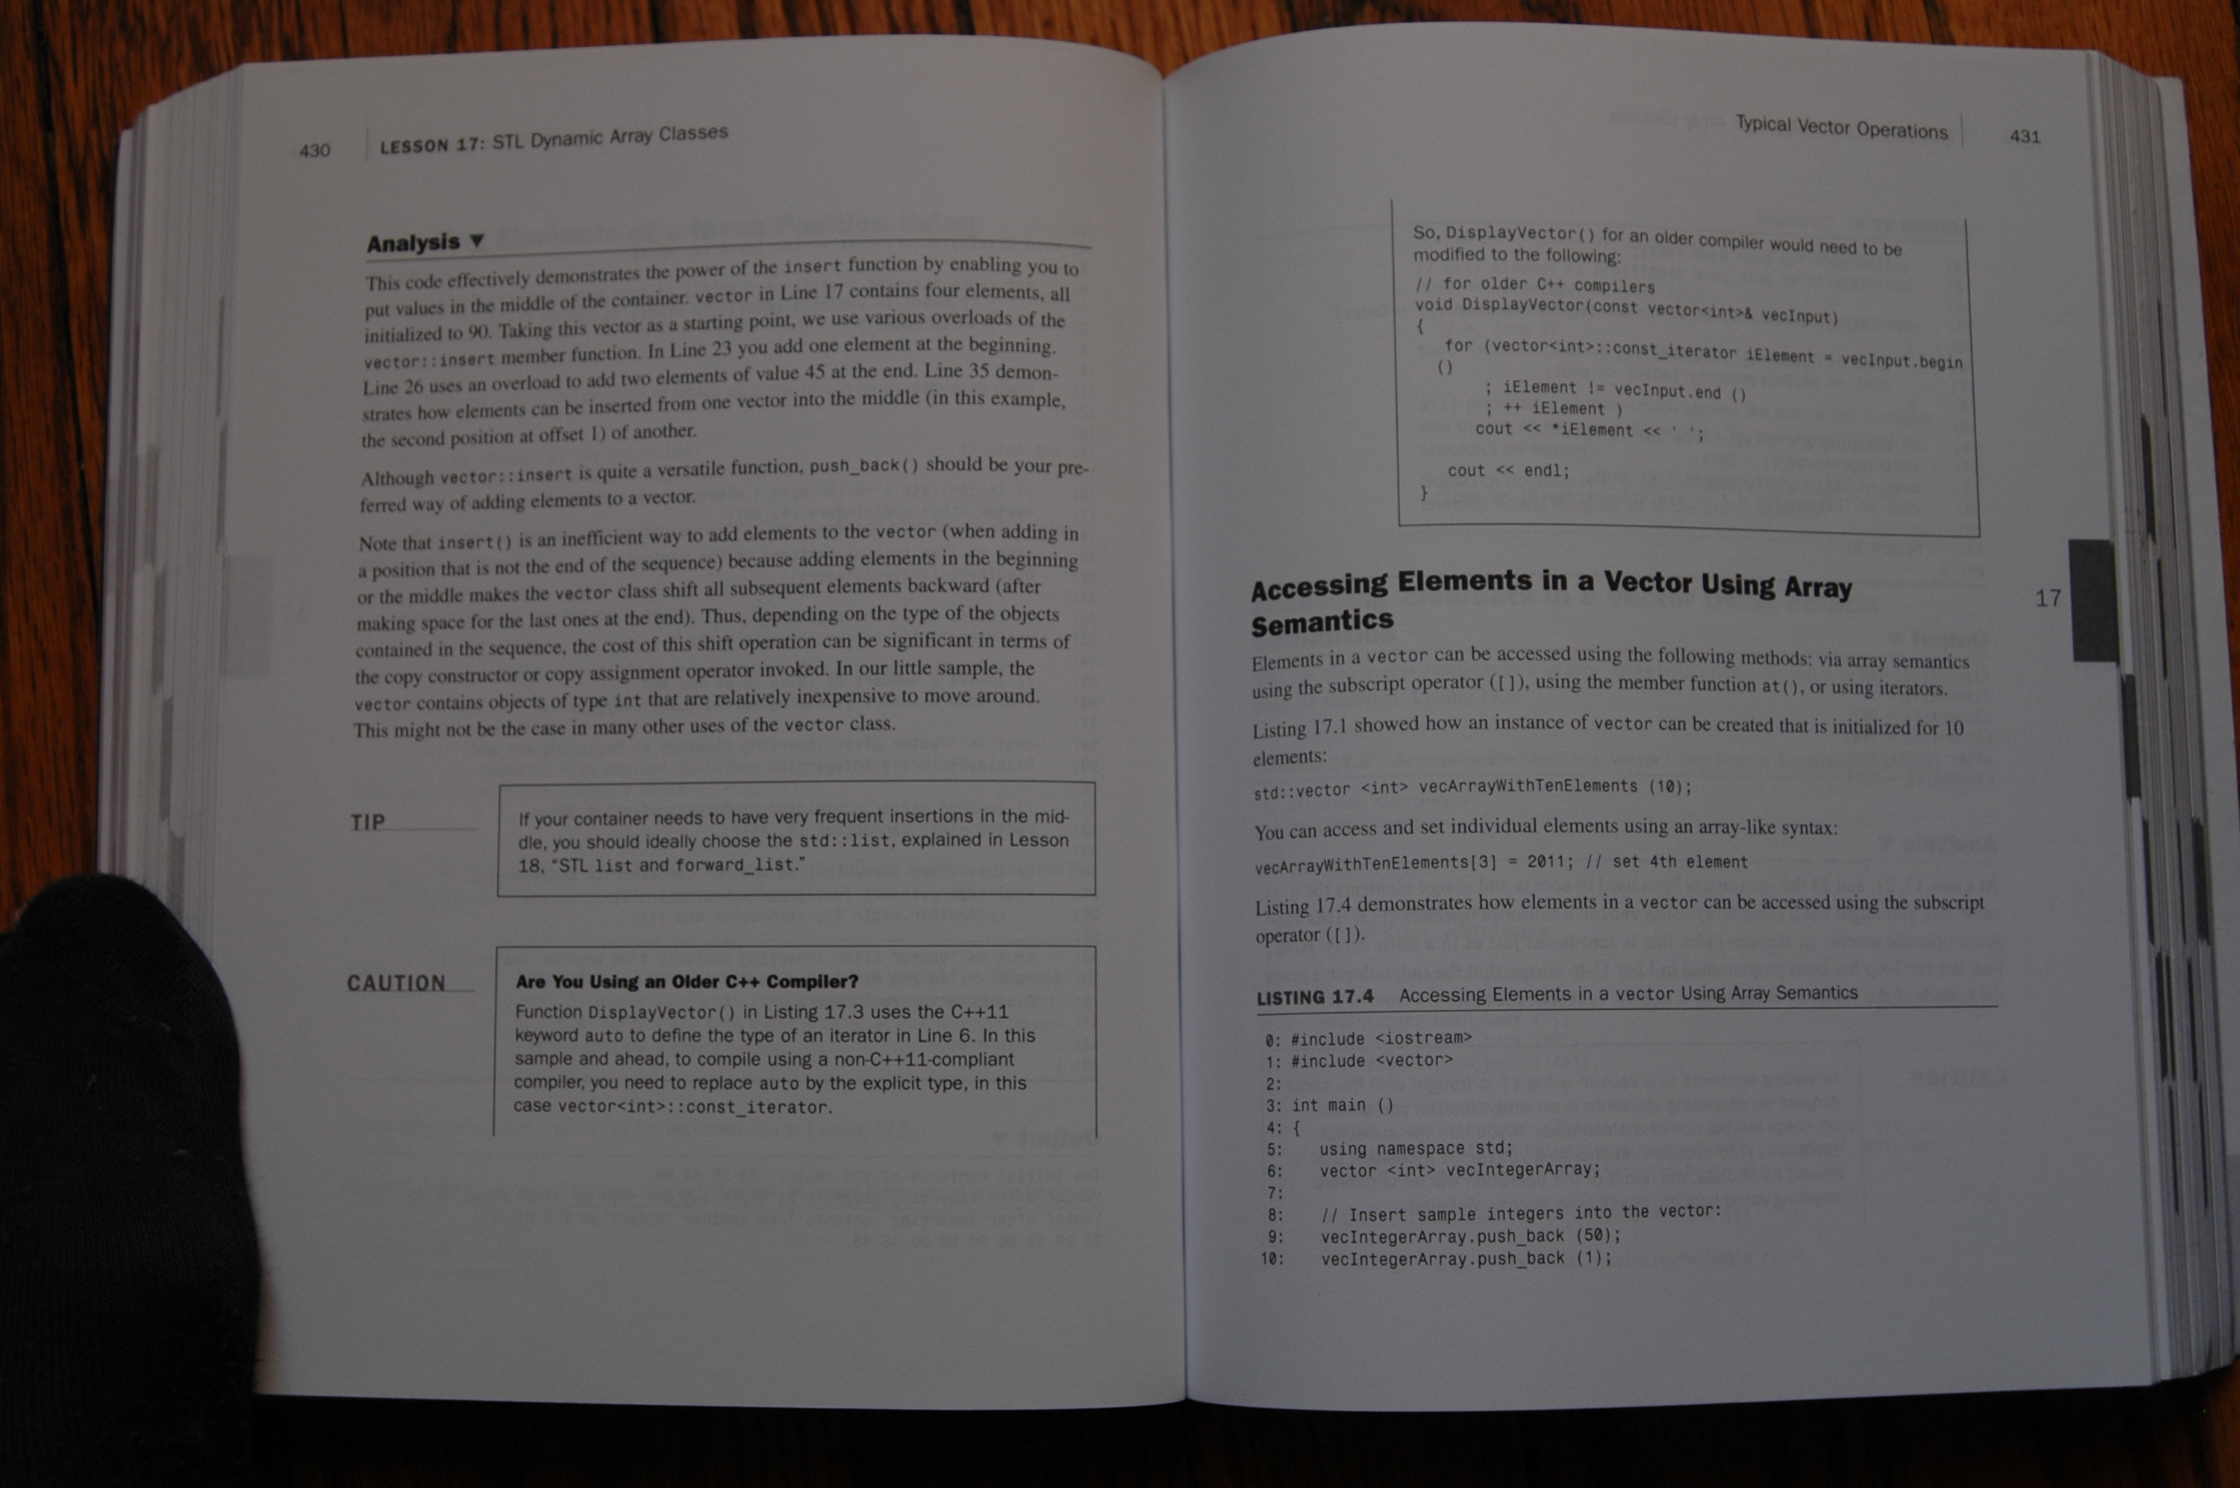 430 LESSON 17: STL Dynamic Array Classes
Analysis ▼
This code effectively demonstrates the power of the insert function by enabling you to
put values in the middle of the container. vector in Line 17 contains four elements, all
initialized to 90. Taking this vector as a starting point, we use various overloads of the
vector::insert member function. In Line 23 you add one element at the beginning.
Line 26 uses an overload to add two elements of value 45 at the end. Line 35 demon-
strates how elements can be inserted from one vector into the middle (in this example,
the second position at offset 1) of another.
Although vector::insert is quite a versatile function, push_back() should be your pre-
ferred way of adding elements to a vector.
Note that insert() is an inefficient way to add elements to the vector (when adding in
a position that is not the end of the sequence) because adding elements in the beginning
or the middle makes the vector class shift all subsequent elements backward (after
making space for the last ones at the end). Thus, depending on the type of the objects
contained in the sequence, the cost of this shift operation can be significant in terms of
the copy constructor or copy assignment operator invoked. In our little sample, the
vector contains objects of type int that are relatively inexpensive to move around.
This might not be the case in many other uses of the vector class.
TIP
If your container needs to have very frequent insertions in the mid-
dle, you should ideally choose the std::list, explained in Lesson
18, “STL list and forward_list.”
CAUTION
Are You Using an Older C++ Compiler?
Function DisplayVector() in Listing 17.3 uses the C++11
keyword auto to define the type of an iterator in Line 6. In this
sample and ahead, to compile using a non-C++11-compliant
compiler, you need to replace auto by the explicit type, in this
case vector<int>::const_iterator.
Typical Vector Operations 431
So, DisplayVector() for an older compiler would need to be
modified to the following:
// for older C++ compilers
void DisplayVector(const vector<int>& vecInput)
{
for (vector<int>::const_iterator iElement = vecInput.begin
()
; iElement != vecInput.end ()
; ++ iElement )
cout << *iElement << ' ';
cout << endl;
}
Accessing Elements in a Vector Using Array
Semantics
17
Elements in a vector can be accessed using the following methods: via array semantics
using the subscript operator ([]), using the member function at(), or using iterators.
Listing 17.1 showed how an instance of vector can be created that is initialized for 10
elements:
std::vector <int> vecArrayWithTenElements (10);
You can access and set individual elements using an array-like syntax:
vecArrayWithTenElements[3] = 2011; // set 4th element
Listing 17.4 demonstrates how elements in a vector can be accessed using the subscript
operator ([]).
LISTING 17.4 Accessing Elements in a vector Using Array Semantics
0: #include <iostream>
1: #include <vector>
2:
3: int main ()
4: {
5: using namespace std;
6: vector <int> vecIntegerArray;
7:
8: // Insert sample integers into the vector:
9: vecIntegerArray.push_back (50);
10: vecIntegerArray.push_back (1);